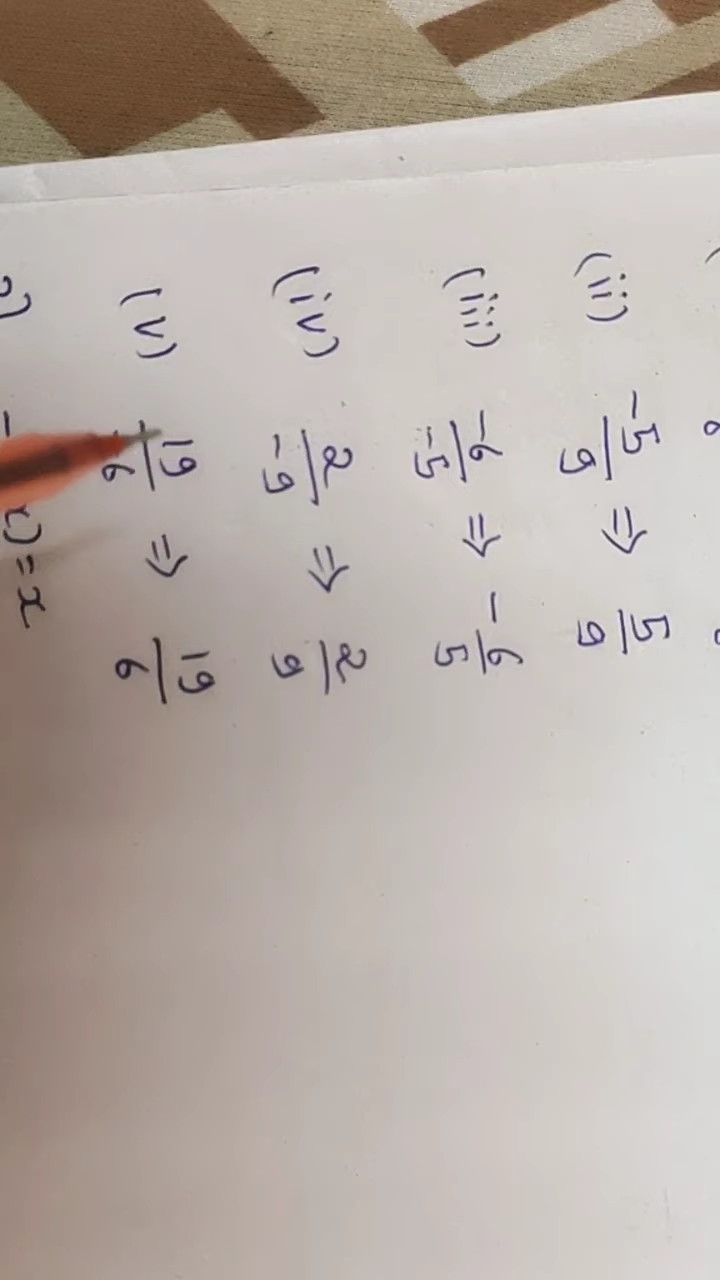 (ii) -5/9 ⇒ 5/9
(iii) -6/-5 ⇒ -6/5
(iv) 2/-9 ⇒ 2/9
(v) 19/-6 ⇒ 19/6
) = x